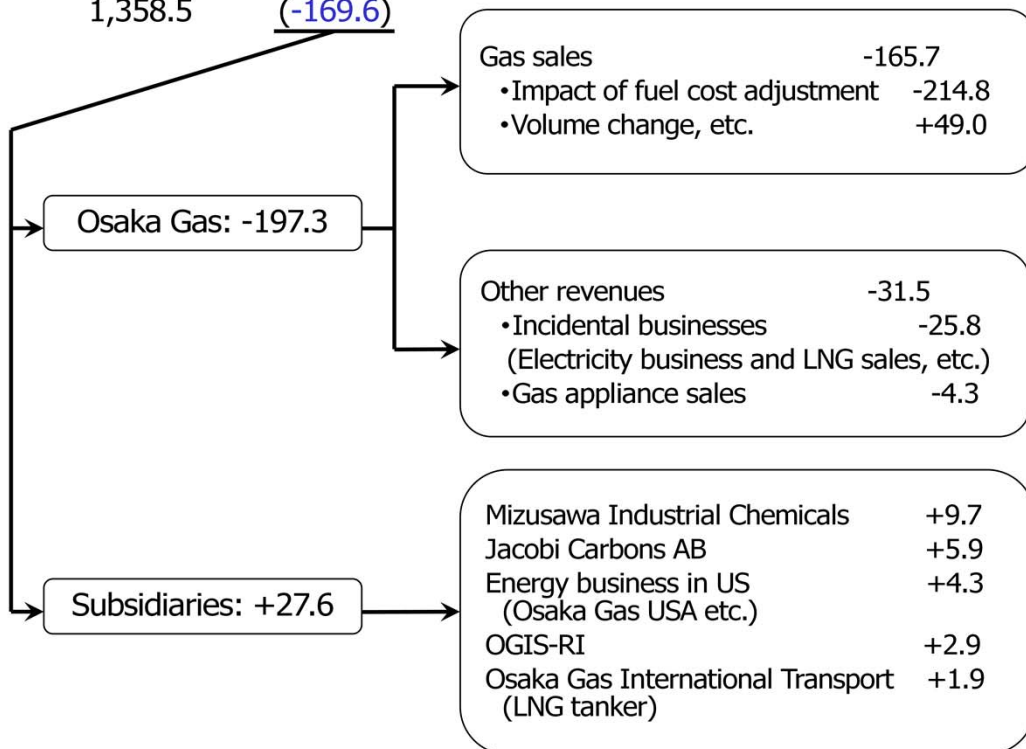 1,358.5 (-169.6)
Gas sales -165.7
・Impact of fuel cost adjustment -214.8
・Volume change, etc. +49.0
Osaka Gas: -197.3
Other revenues -31.5
・Incidental businesses -25.8
(Electricity business and LNG sales, etc.)
・Gas appliance sales -4.3
Mizusawa Industrial Chemicals +9.7
Jacobi Carbons AB +5.9
Energy business in US +4.3
(Osaka Gas USA etc.)
Subsidiaries: +27.6
OGIS-RI +2.9
Osaka Gas International Transport +1.9
(LNG tanker)